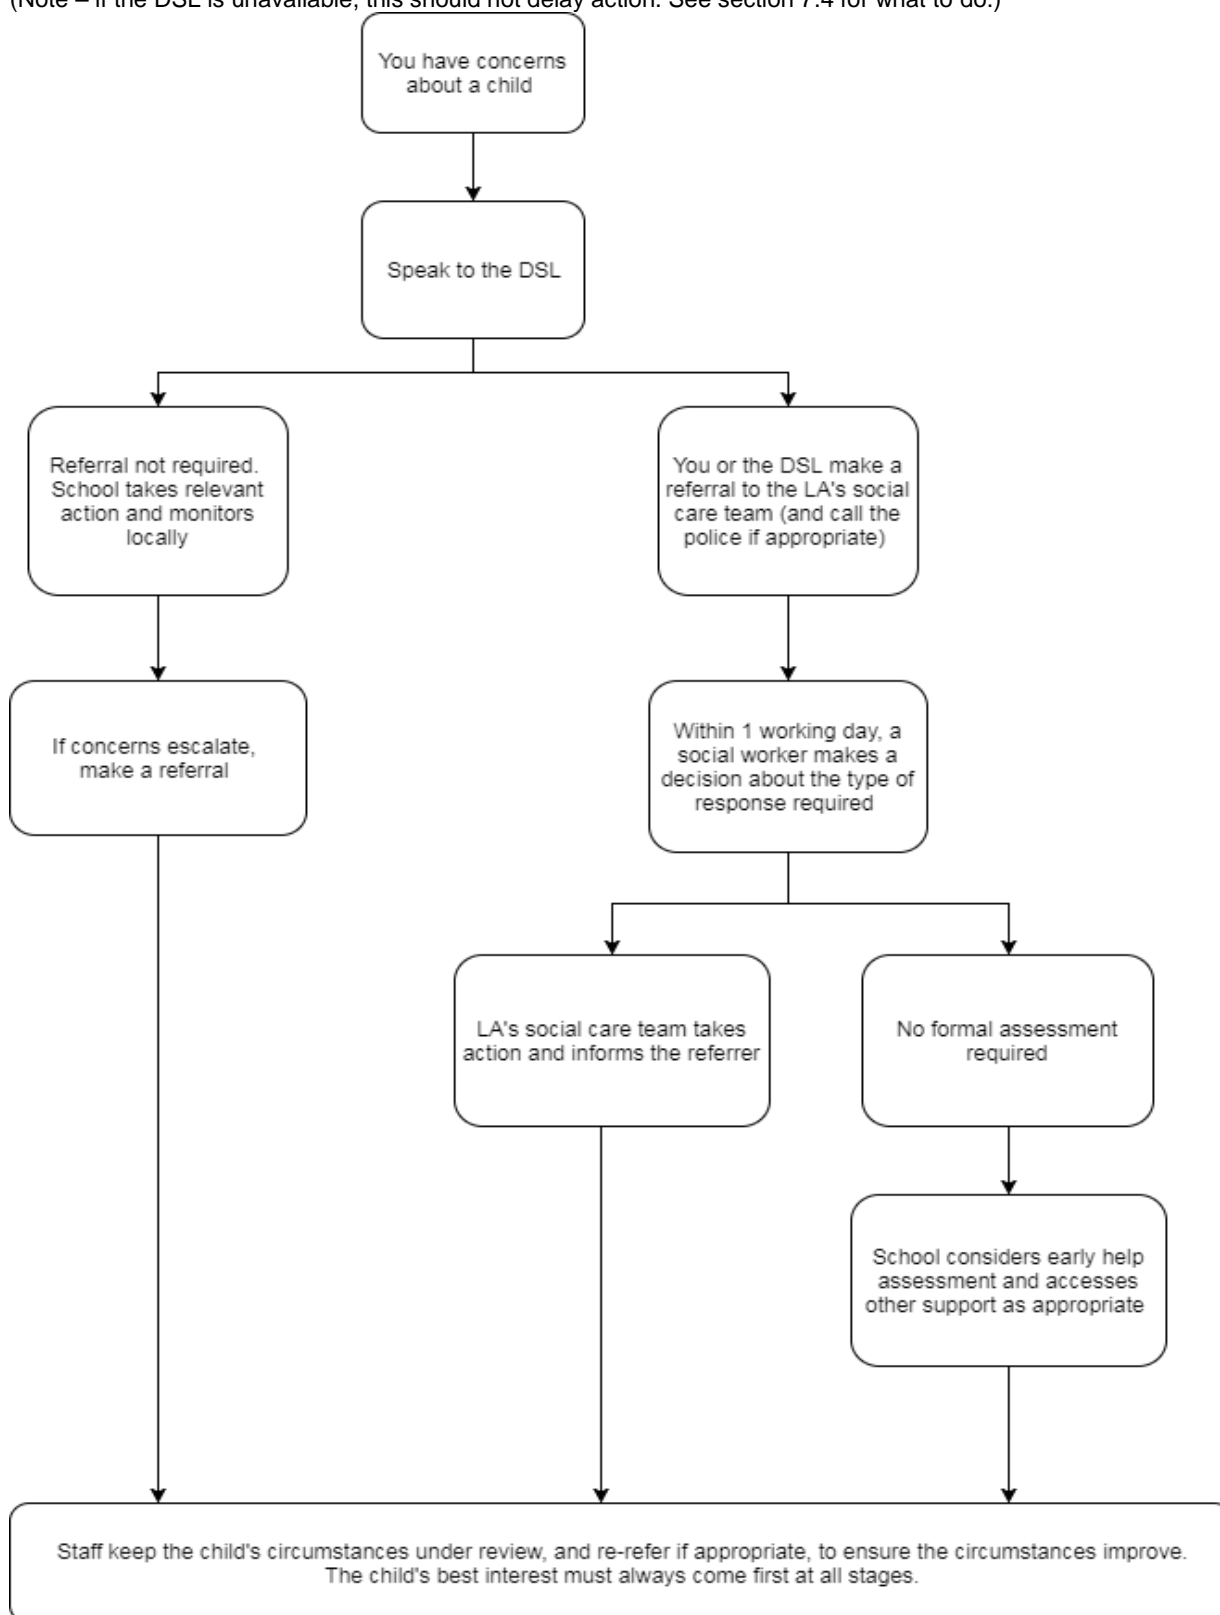 (Note – if the DSL is unavailable, this should not delay action. See section 7.4 for what to do.)
You have concerns
about a child
Speak to the DSL
Referral not required.
School takes relevant
action and monitors
locally
You or the DSL make a
referral to the LA's social
care team (and call the
police if appropriate)
If concerns escalate,
make a referral
Within 1 working day, a
social worker makes a
decision about the type of
response required
LA's social care team takes
action and informs the referrer
No formal assessment
required
School considers early help
assessment and accesses
other support as appropriate
Staff keep the child's circumstances under review, and re-refer if appropriate, to ensure the circumstances improve.
The child's best interest must always come first at all stages.